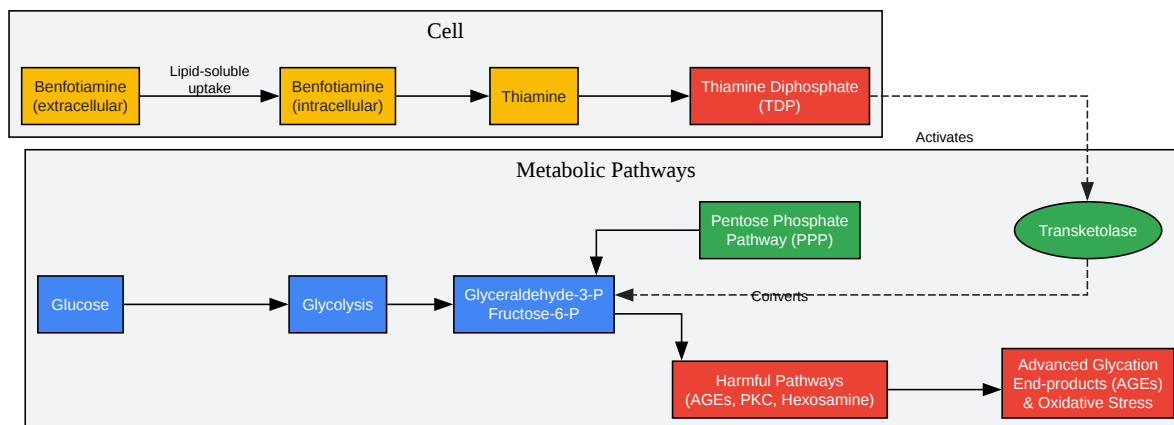 Cell
Benfotiamine
(extracellular)
Lipid-soluble
uptake
Benfotiamine
(intracellular)
Thiamine
Thiamine Diphosphate
(TDP)
Activates
Metabolic Pathways
Pentose Phosphate
Pathway (PPP)
Transketolase
Glucose
Glycolysis
Glyceraldehyde-3-P
Fructose-6-P
Converts
Harmful Pathways
(AGEs, PKC, Hexosamine)
Advanced Glycation
End-products (AGEs)
& Oxidative Stress